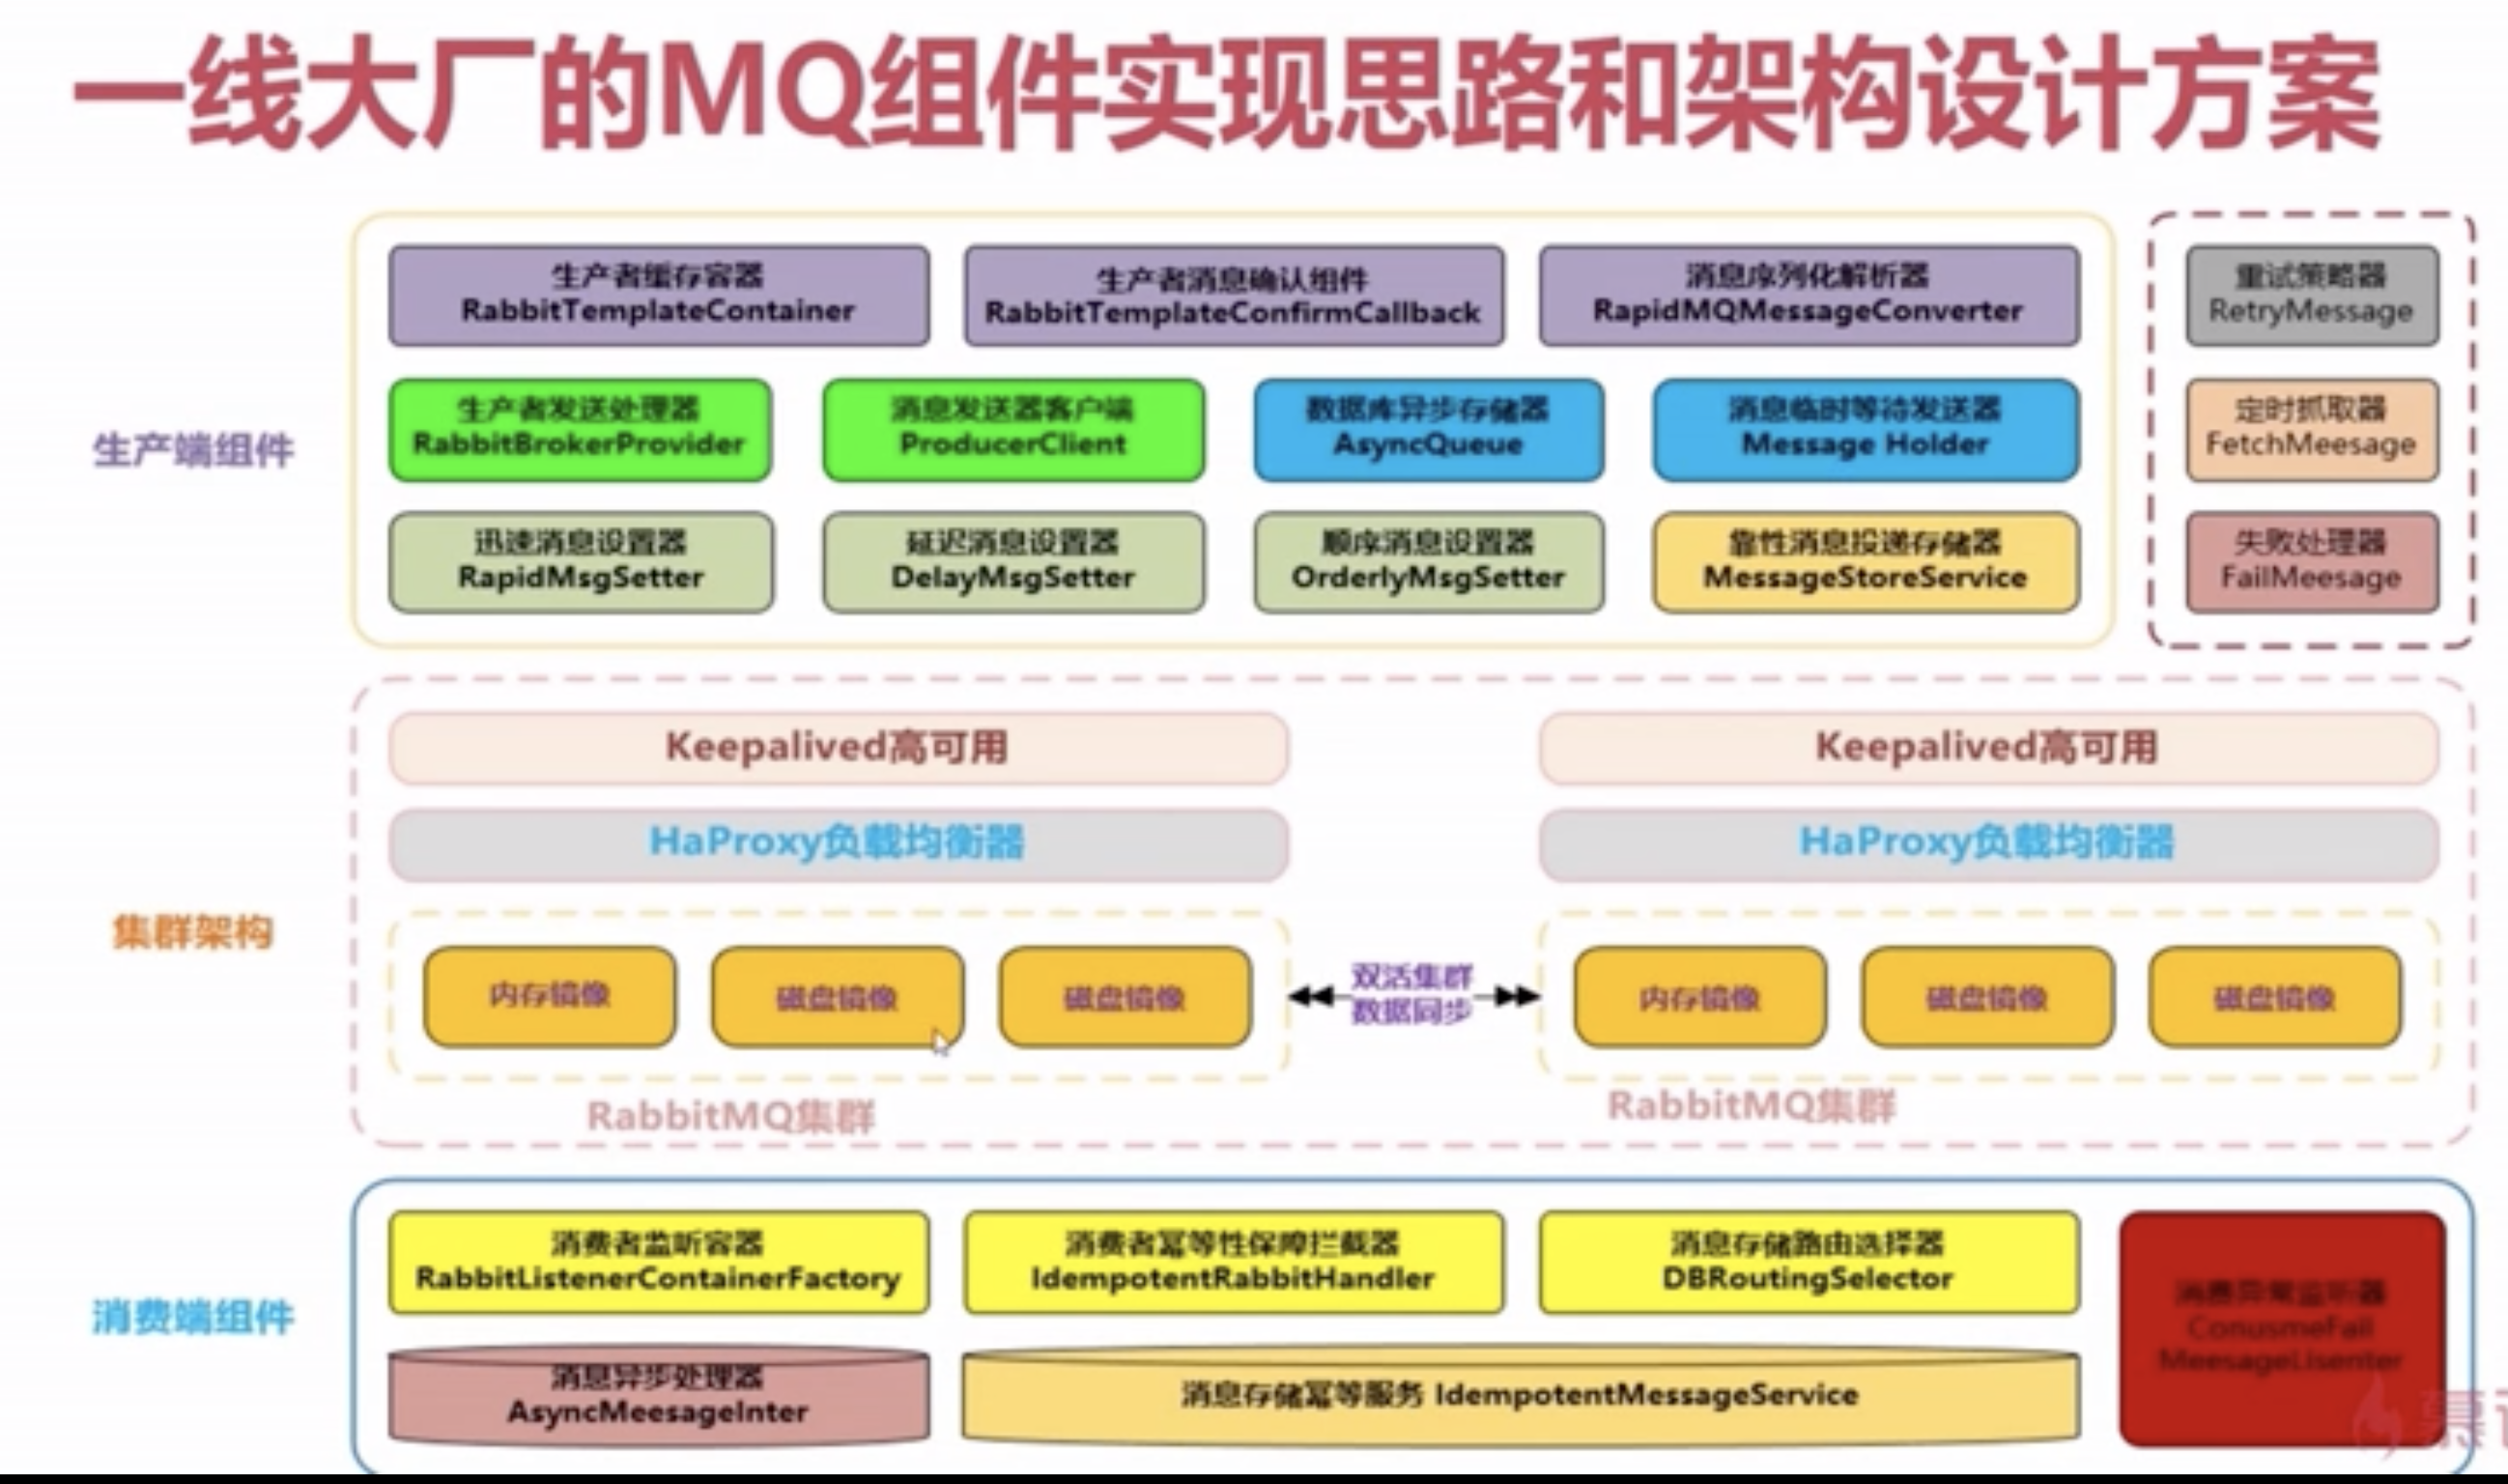 一线大厂的MQ组件实现思路和架构设计方案
生产端组件
生产者缓存容器
RabbitTemplateContainer
生产者消息确认组件
RabbitTemplateConfirmCallback
消息序列化解析器
RapidMQMessageConverter
生产者发送处理器
RabbitBrokerProvider
消息发送器客户端
ProducerClient
数据库异步存储器
AsyncQueue
消息临时等待发送器
Message Holder
迅速消息设置器
RapidMsgSetter
延迟消息设置器
DelayMsgSetter
顺序消息设置器
OrderlyMsgSetter
靠性消息投递存储器
MessageStoreService
重试策略器
RetryMessage
定时抓取器
FetchMeesage
失败处理器
FailMeesage
集群架构
Keepalived高可用
HaProxy负载均衡器
内存镜像
磁盘镜像
磁盘镜像
RabbitMQ集群
双活集群
数据同步
Keepalived高可用
HaProxy负载均衡器
内存镜像
磁盘镜像
磁盘镜像
RabbitMQ集群
消费端组件
消费者监听容器
RabbitListenerContainerFactory
消费者幂等性保障拦截器
IdempotentRabbitHandler
消息存储路由选择器
DBRoutingSelector
消息异步处理器
AsyncMeesageInter
消息存储幂等服务 IdempotentMessageService
消费异常监听器
ConusmeFail
MeesageLisenter